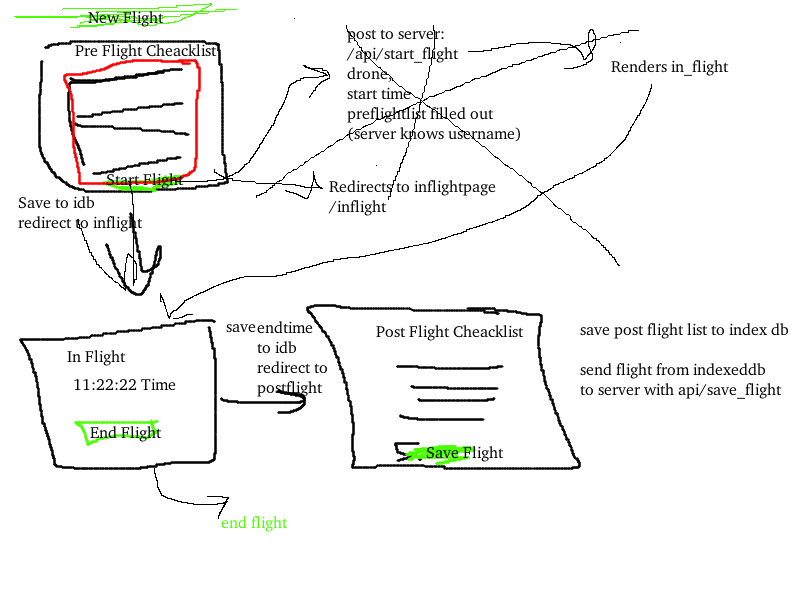 New Flight
Pre Flight Cheacklist
Start Flight
Save to idb
redirect to inflight
post to server:
/api/start_flight
drone,
start time
preflightlist filled out
(server knows username)
Renders in_flight
Redirects to inflightpage
/inflight
In Flight
11:22:22 Time
End Flight
save endtime
to idb
redirect to
postflight
Post Flight Cheacklist
Save Flight
save post flight list to index db
send flight from indexeddb
to server with api/save_flight
end flight